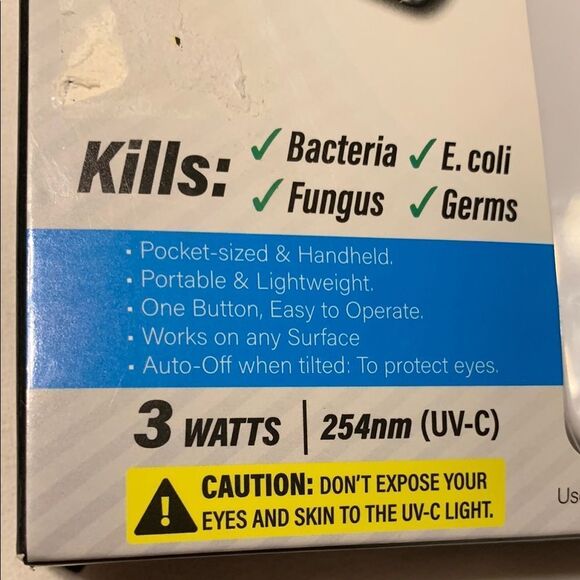 Kills: ✓ Bacteria ✓ E. coli
✓ Fungus ✓ Germs
• Pocket-sized & Handheld.
• Portable & Lightweight.
• One Button, Easy to Operate.
• Works on any Surface
• Auto-Off when tilted: To protect eyes.
3 WATTS | 254nm (UV-C)
CAUTION: DON'T EXPOSE YOUR
EYES AND SKIN TO THE UV-C LIGHT.